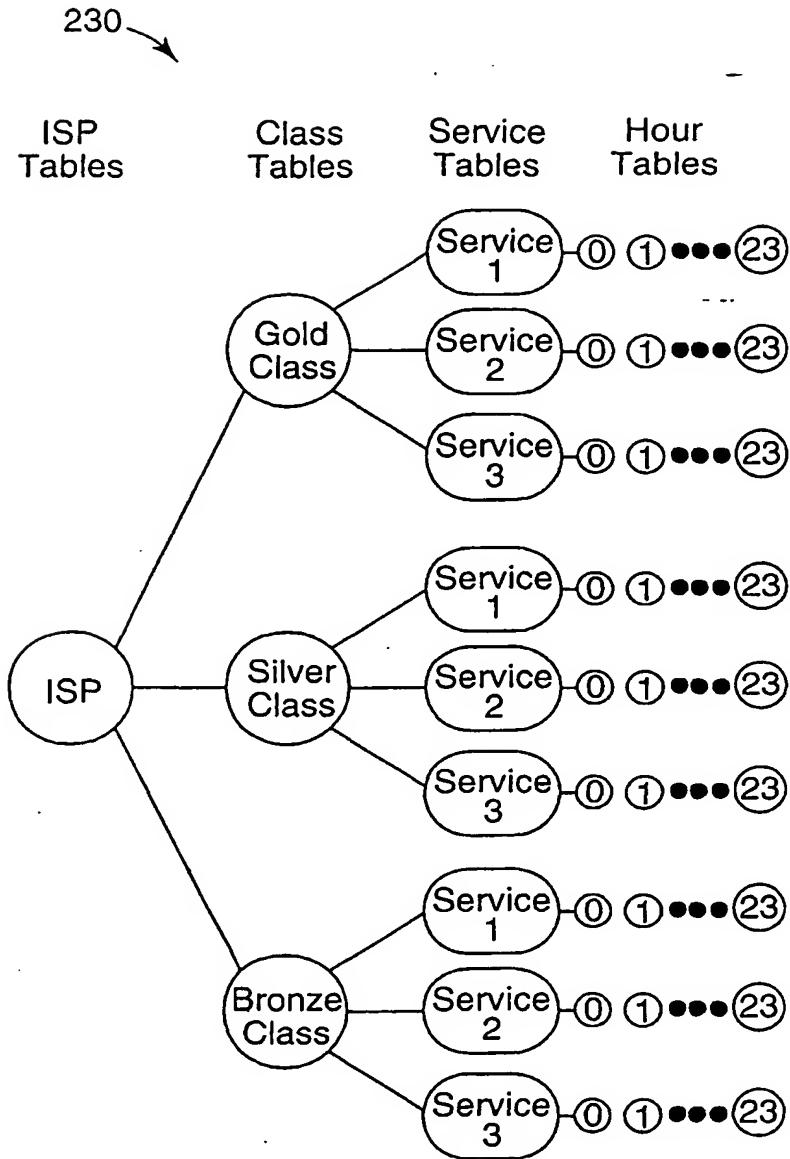 230
ISP Tables
Class Tables
Service Tables
Hour Tables
Service 1 0 1 ●●● 23
Gold Class
Service 2 0 1 ●●● 23
Service 3 0 1 ●●● 23
Service 1 0 1 ●●● 23
ISP
Silver Class
Service 2 0 1 ●●● 23
Service 3 0 1 ●●● 23
Service 1 0 1 ●●● 23
Bronze Class
Service 2 0 1 ●●● 23
Service 3 0 1 ●●● 23